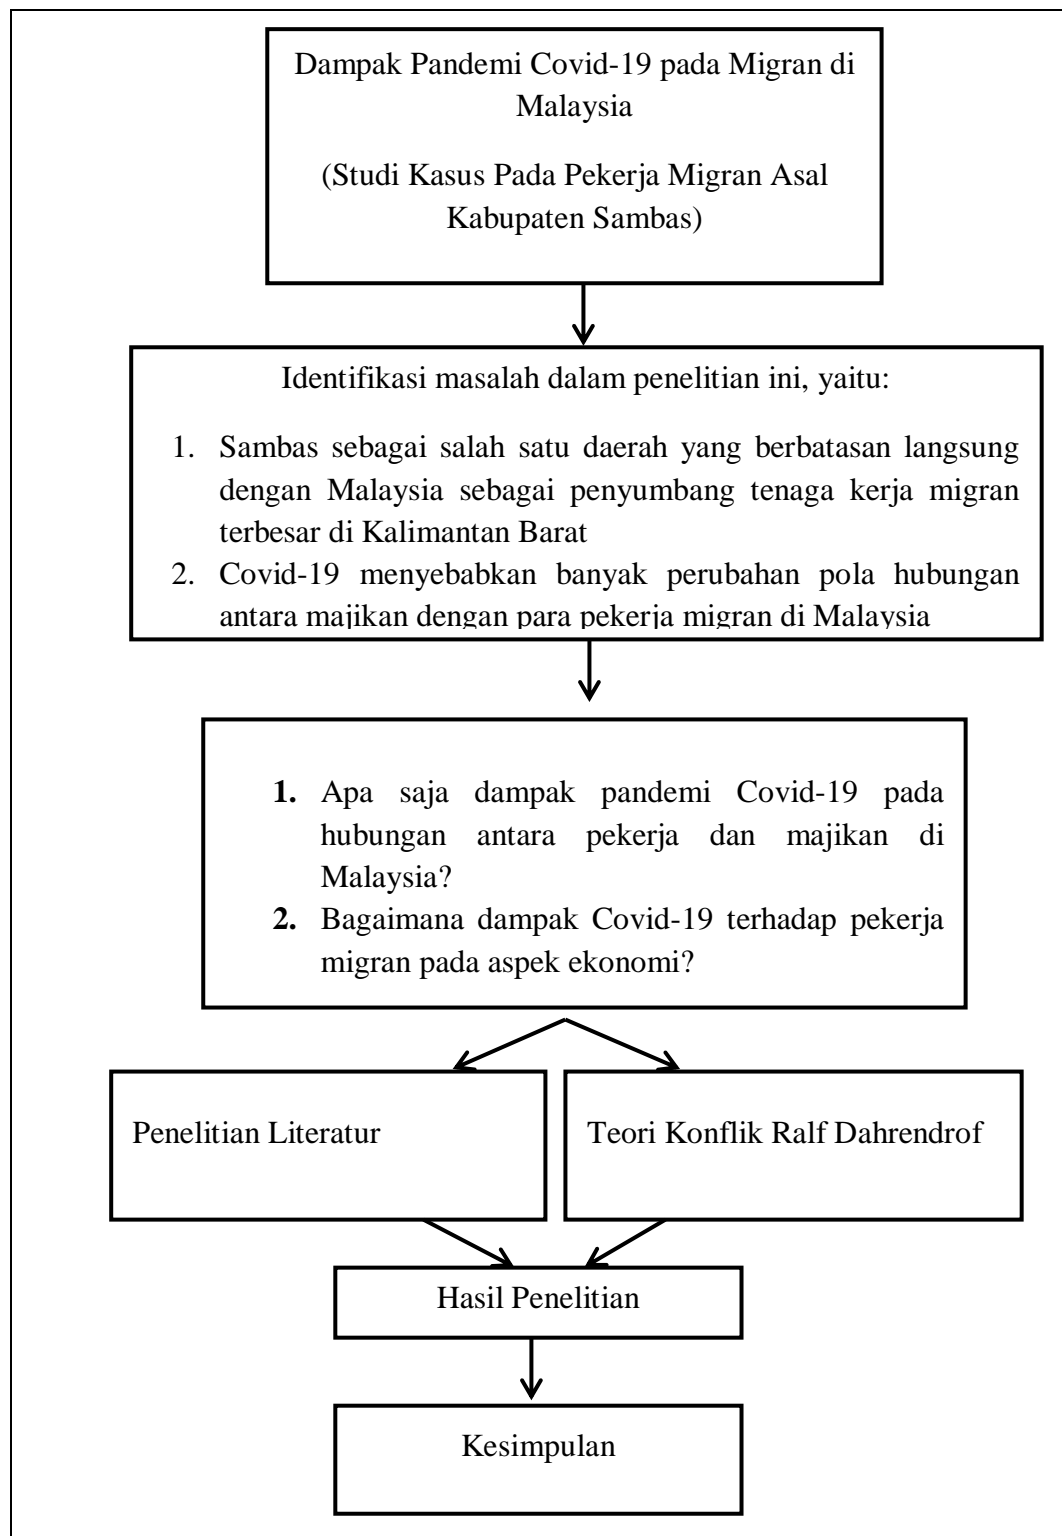 Dampak Pandemi Covid-19 pada Migran di
Malaysia
(Studi Kasus Pada Pekerja Migran Asal
Kabupaten Sambas)
Identifikasi masalah dalam penelitian ini, yaitu:
1. Sambas sebagai salah satu daerah yang berbatasan langsung
dengan Malaysia sebagai penyumbang tenaga kerja migran
terbesar di Kalimantan Barat
2. Covid-19 menyebabkan banyak perubahan pola hubungan
antara majikan dengan para pekerja migran di Malaysia
1. Apa saja dampak pandemi Covid-19 pada
hubungan antara pekerja dan majikan di
Malaysia?
2. Bagaimana dampak Covid-19 terhadap pekerja
migran pada aspek ekonomi?
Penelitian Literatur
Teori Konflik Ralf Dahrendrof
Hasil Penelitian
Kesimpulan